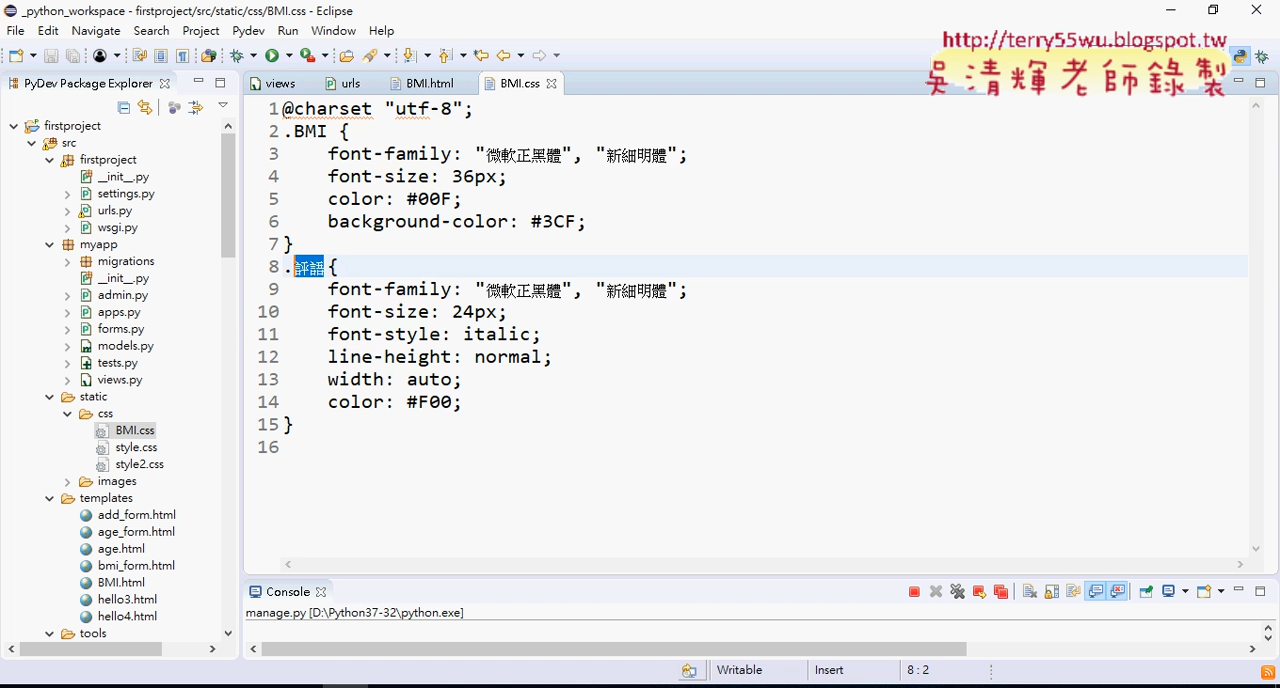 _python_workspace - firstproject/src/static/css/BMI.css - Eclipse
File Edit Navigate Search Project Pydev Run Window Help
http://terry55wu.blogspot.tw
吳清輝老師錄製
PyDev Package Explorer
views urls BMI.html BMI.css
firstproject
src
firstproject
__init__.py
settings.py
urls.py
wsgi.py
myapp
migrations
__init__.py
admin.py
apps.py
forms.py
models.py
tests.py
views.py
static
css
BMI.css
style.css
style2.css
images
templates
add_form.html
age_form.html
age.html
bmi_form.html
BMI.html
hello3.html
hello4.html
tools
1 @charset "utf-8";
2 .BMI {
3 font-family: "微軟正黑體", "新細明體";
4 font-size: 36px;
5 color: #00F;
6 background-color: #3CF;
7 }
8 .評語 {
9 font-family: "微軟正黑體", "新細明體";
10 font-size: 24px;
11 font-style: italic;
12 line-height: normal;
13 width: auto;
14 color: #F00;
15 }
16
Console
manage.py [D:\Python37-32\python.exe]
Writable Insert 8 : 2